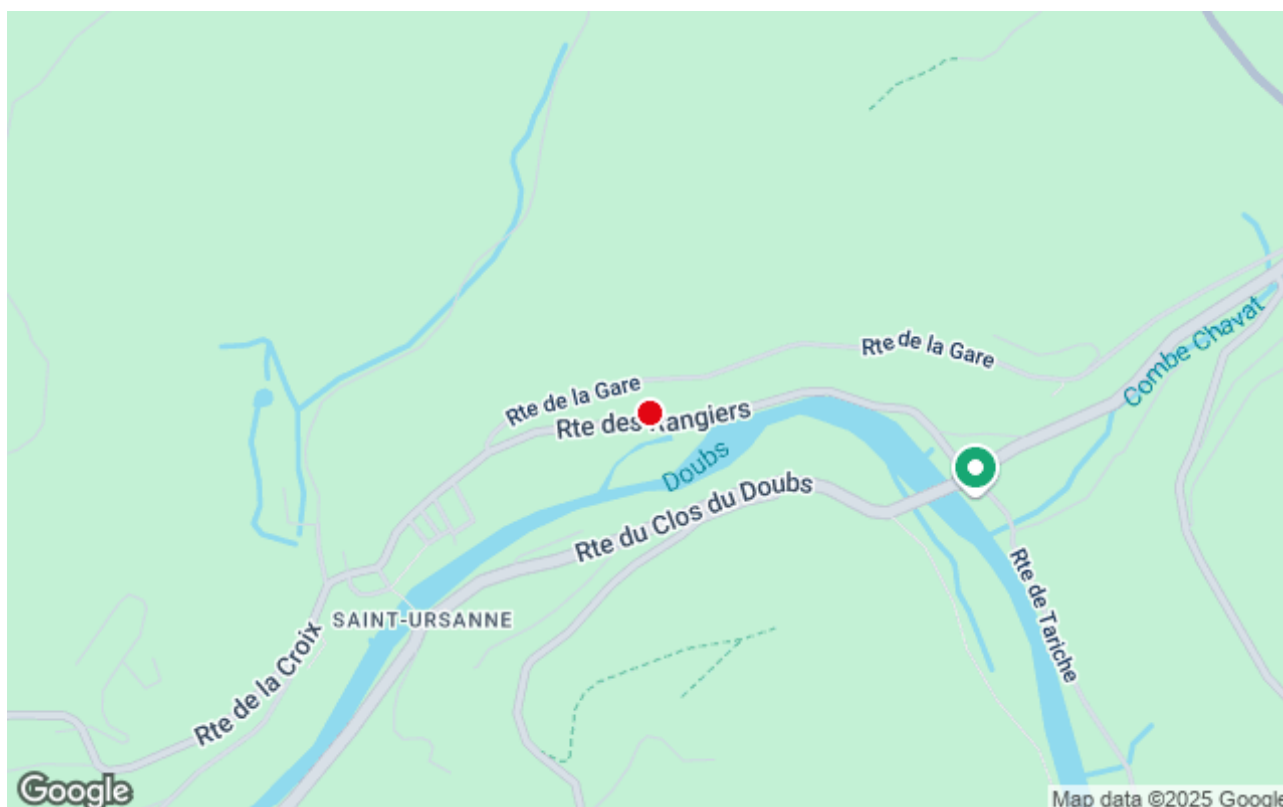 Combe Chavat
Rte de la Gare
Rte de la Gare
Rte des Rangiers
Doubs
Rte du Clos du Doubs
Rte de Tariche
SAINT-URSANNE
Rte de la Croix
Google
Map data ©2025 Google